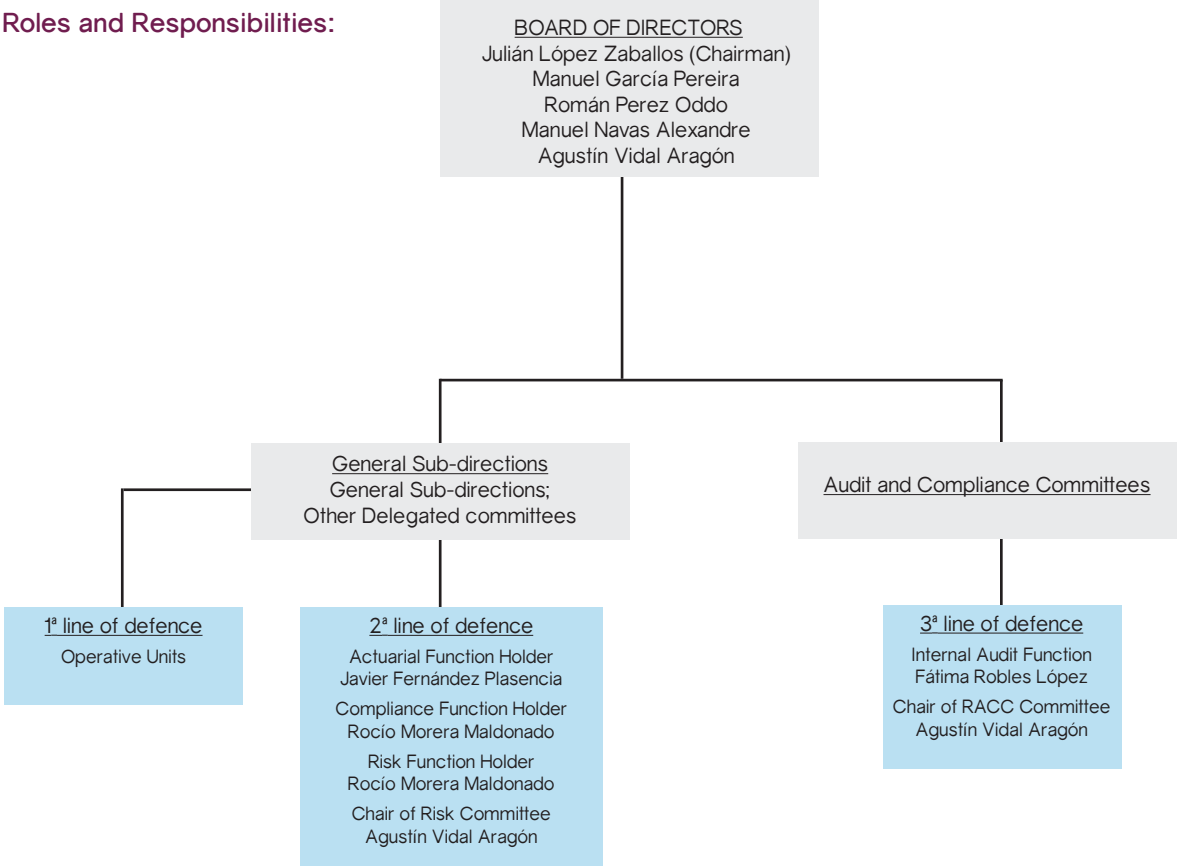 Roles and Responsibilities:
BOARD OF DIRECTORS
Julián López Zaballos (Chairman)
Manuel García Pereira
Román Perez Oddo
Manuel Navas Alexandre
Agustín Vidal Aragón
General Sub-directions
General Sub-directions;
Other Delegated committees
Audit and Compliance Committees
1ª line of defence
Operative Units
2ª line of defence
Actuarial Function Holder
Javier Fernández Plasencia
Compliance Function Holder
Rocío Morera Maldonado
Risk Function Holder
Rocío Morera Maldonado
Chair of Risk Committee
Agustín Vidal Aragón
3ª line of defence
Internal Audit Function
Fátima Robles López
Chair of RACC Committee
Agustín Vidal Aragón